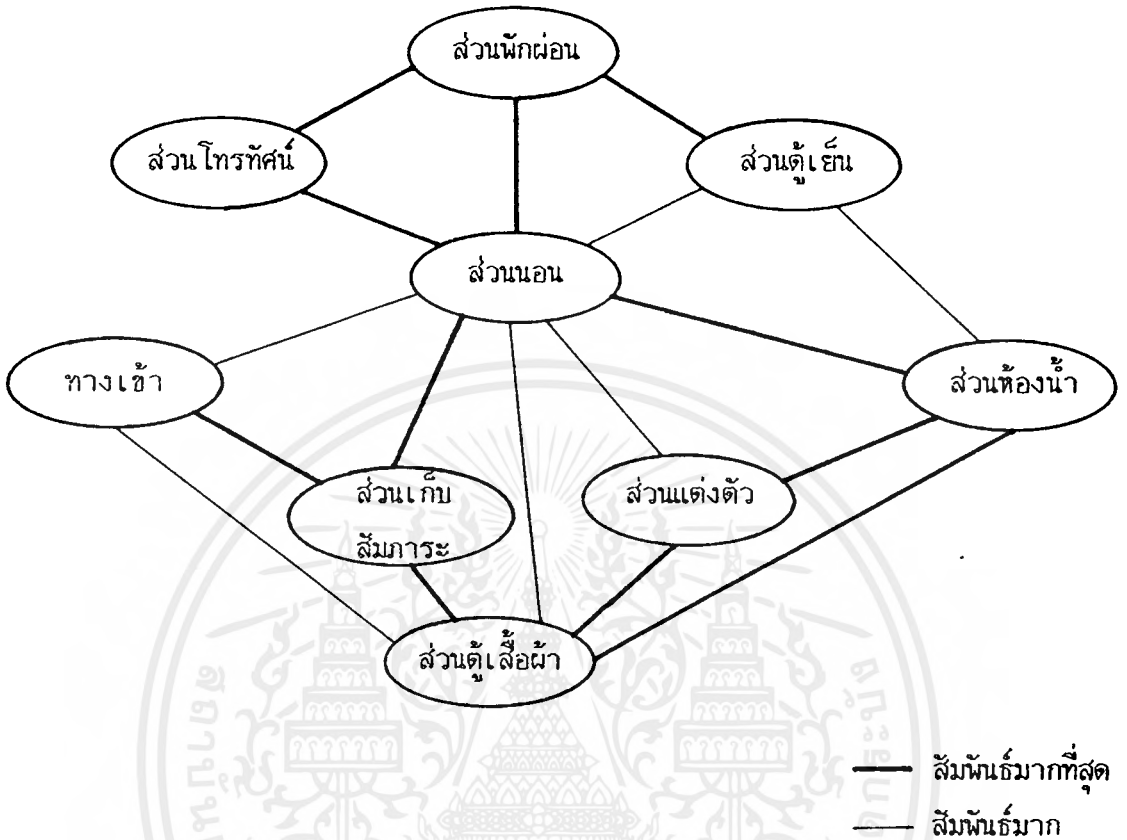 ส่วนพักผ่อน
ส่วนโทรทัศน์
ส่วนตู้เย็น
ส่วนนอน
ทางเข้า
ส่วนห้องน้ำ
ส่วนเก็บ
สัมภาระ
ส่วนแต่งตัว
ส่วนตู้เสื้อผ้า
สัมพันธ์มากที่สุด
สัมพันธ์มาก